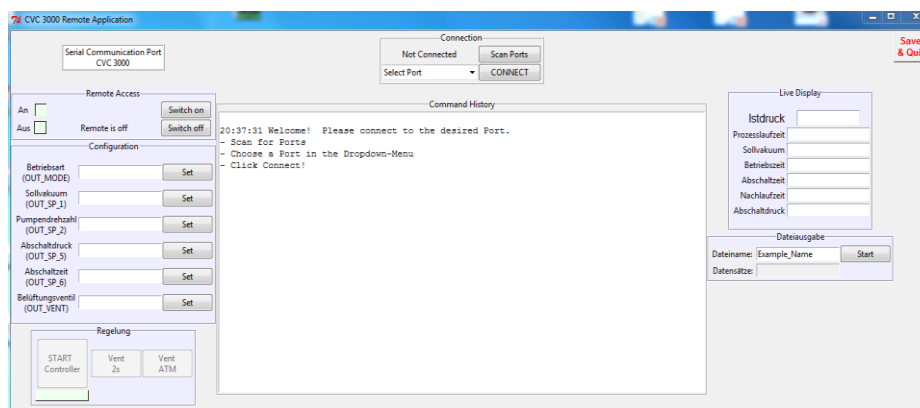 CVC 3000 Remote Application
Serial Communication Port
CVC 3000
Connection
Not Connected
Scan Ports
Select Port
CONNECT
Save
& Qui
Remote Access
An
Switch on
Aus
Remote is off
Switch off
Configuration
Betriebsart
(OUT_MODE)
Set
Sollvakuum
(OUT_SP_1)
Set
Pumpendrehzahl
(OUT_SP_2)
Set
Abschaltdruck
(OUT_SP_5)
Set
Abschaltzeit
(OUT_SP_6)
Set
Belüftungsventil
(OUT_VENT)
Set
Regelung
START
Controller
Vent
2s
Vent
ATM
Command History
20:37:31 Welcome! Please connect to the desired Port.
- Scan for Ports
- Choose a Port in the Dropdown-Menu
- Click Connect!
Live Display
Istdruck
Prozesslaufzeit
Sollvakuum
Betriebszeit
Abschaltzeit
Nachlaufzeit
Abschaltdruck
Dateiausgabe
Dateiname: Example_Name Start
Datensätze: